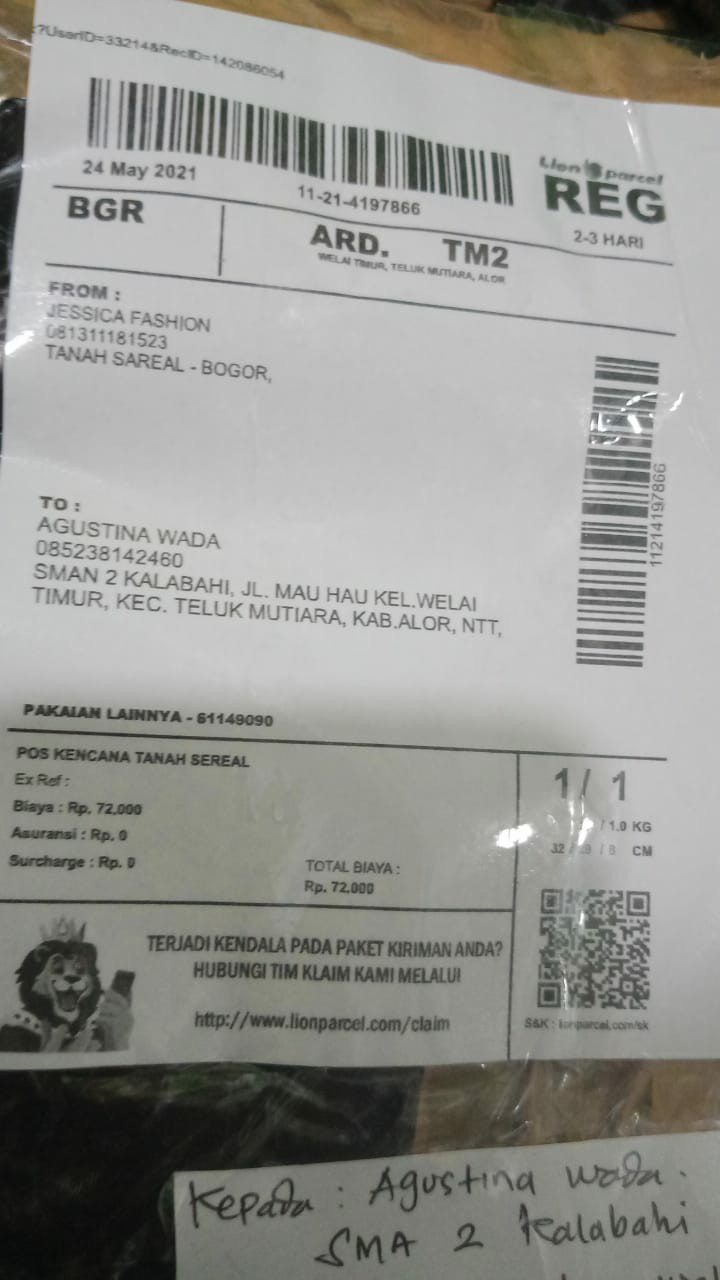 ?UserID=33214&RecID=142086054
24 May 2021
11-21-4197866
Lion parcel
REG
2-3 HARI
BGR
ARD. TM2
WELAI TIMUR, TELUK MUTIARA, ALOR
FROM :
JESSICA FASHION
081311181523
TANAH SAREAL - BOGOR,
11214197866
TO :
AGUSTINA WADA
085238142460
SMAN 2 KALABAHI, JL. MAU HAU KEL.WELAI
TIMUR, KEC. TELUK MUTIARA, KAB.ALOR, NTT,
PAKAIAN LAINNYA - 61149090
POS KENCANA TANAH SEREAL
Ex Ref :
Biaya : Rp. 72,000
Asuransi : Rp. 0
Surcharge : Rp. 0
TOTAL BIAYA :
Rp. 72,000
1/ 1
/ 1.0 KG
32 / / 8 CM
TERJADI KENDALA PADA PAKET KIRIMAN ANDA?
HUBUNGI TIM KLAIM KAMI MELALUI
http://www.lionparcel.com/claim
S&K : lionparcel.com/sk
Kepada : Agustina Wada.
SMA 2 Kalabahi